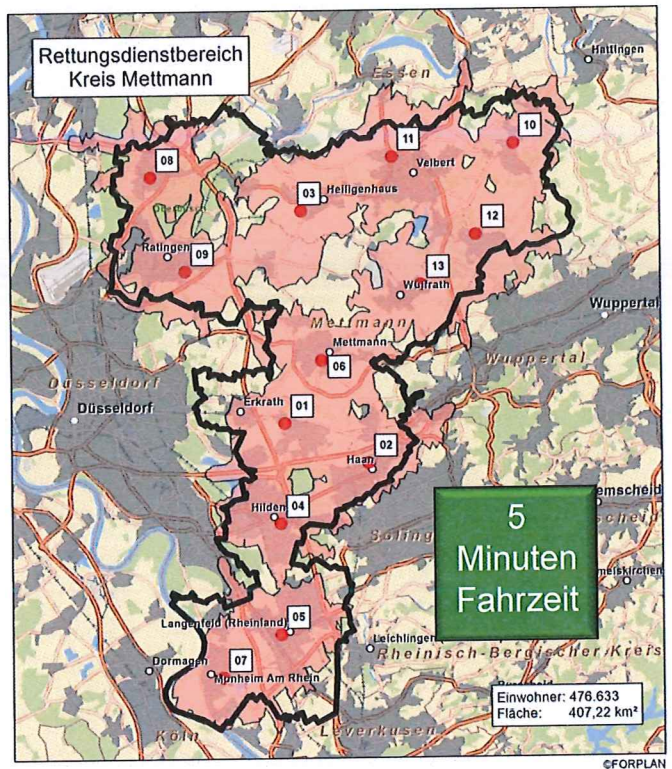 Rettungsdienstbereich
Kreis Mettmann
Hattingen
Essen
10
11
Velbert
08
03
Heiligenhaus
12
Ratingen
09
13
Wülfrath
Wuppertal
Mettmann
Mettmann
Wuppertal
06
Düsseldorf
Erkrath
Düsseldorf
01
02
Haan
04
Hilden
Solingen
5
Minuten
Fahrzeit
emscheid
melskirchen
Langenfeld (Rheinland)
05
Leichlingen
Rheinisch-Bergischer Kreis
Dormagen
07
Monheim Am Rhein
Einwohner: 476.633
Fläche: 407,22 km²
Köln
Leverkusen
©FORPLAN